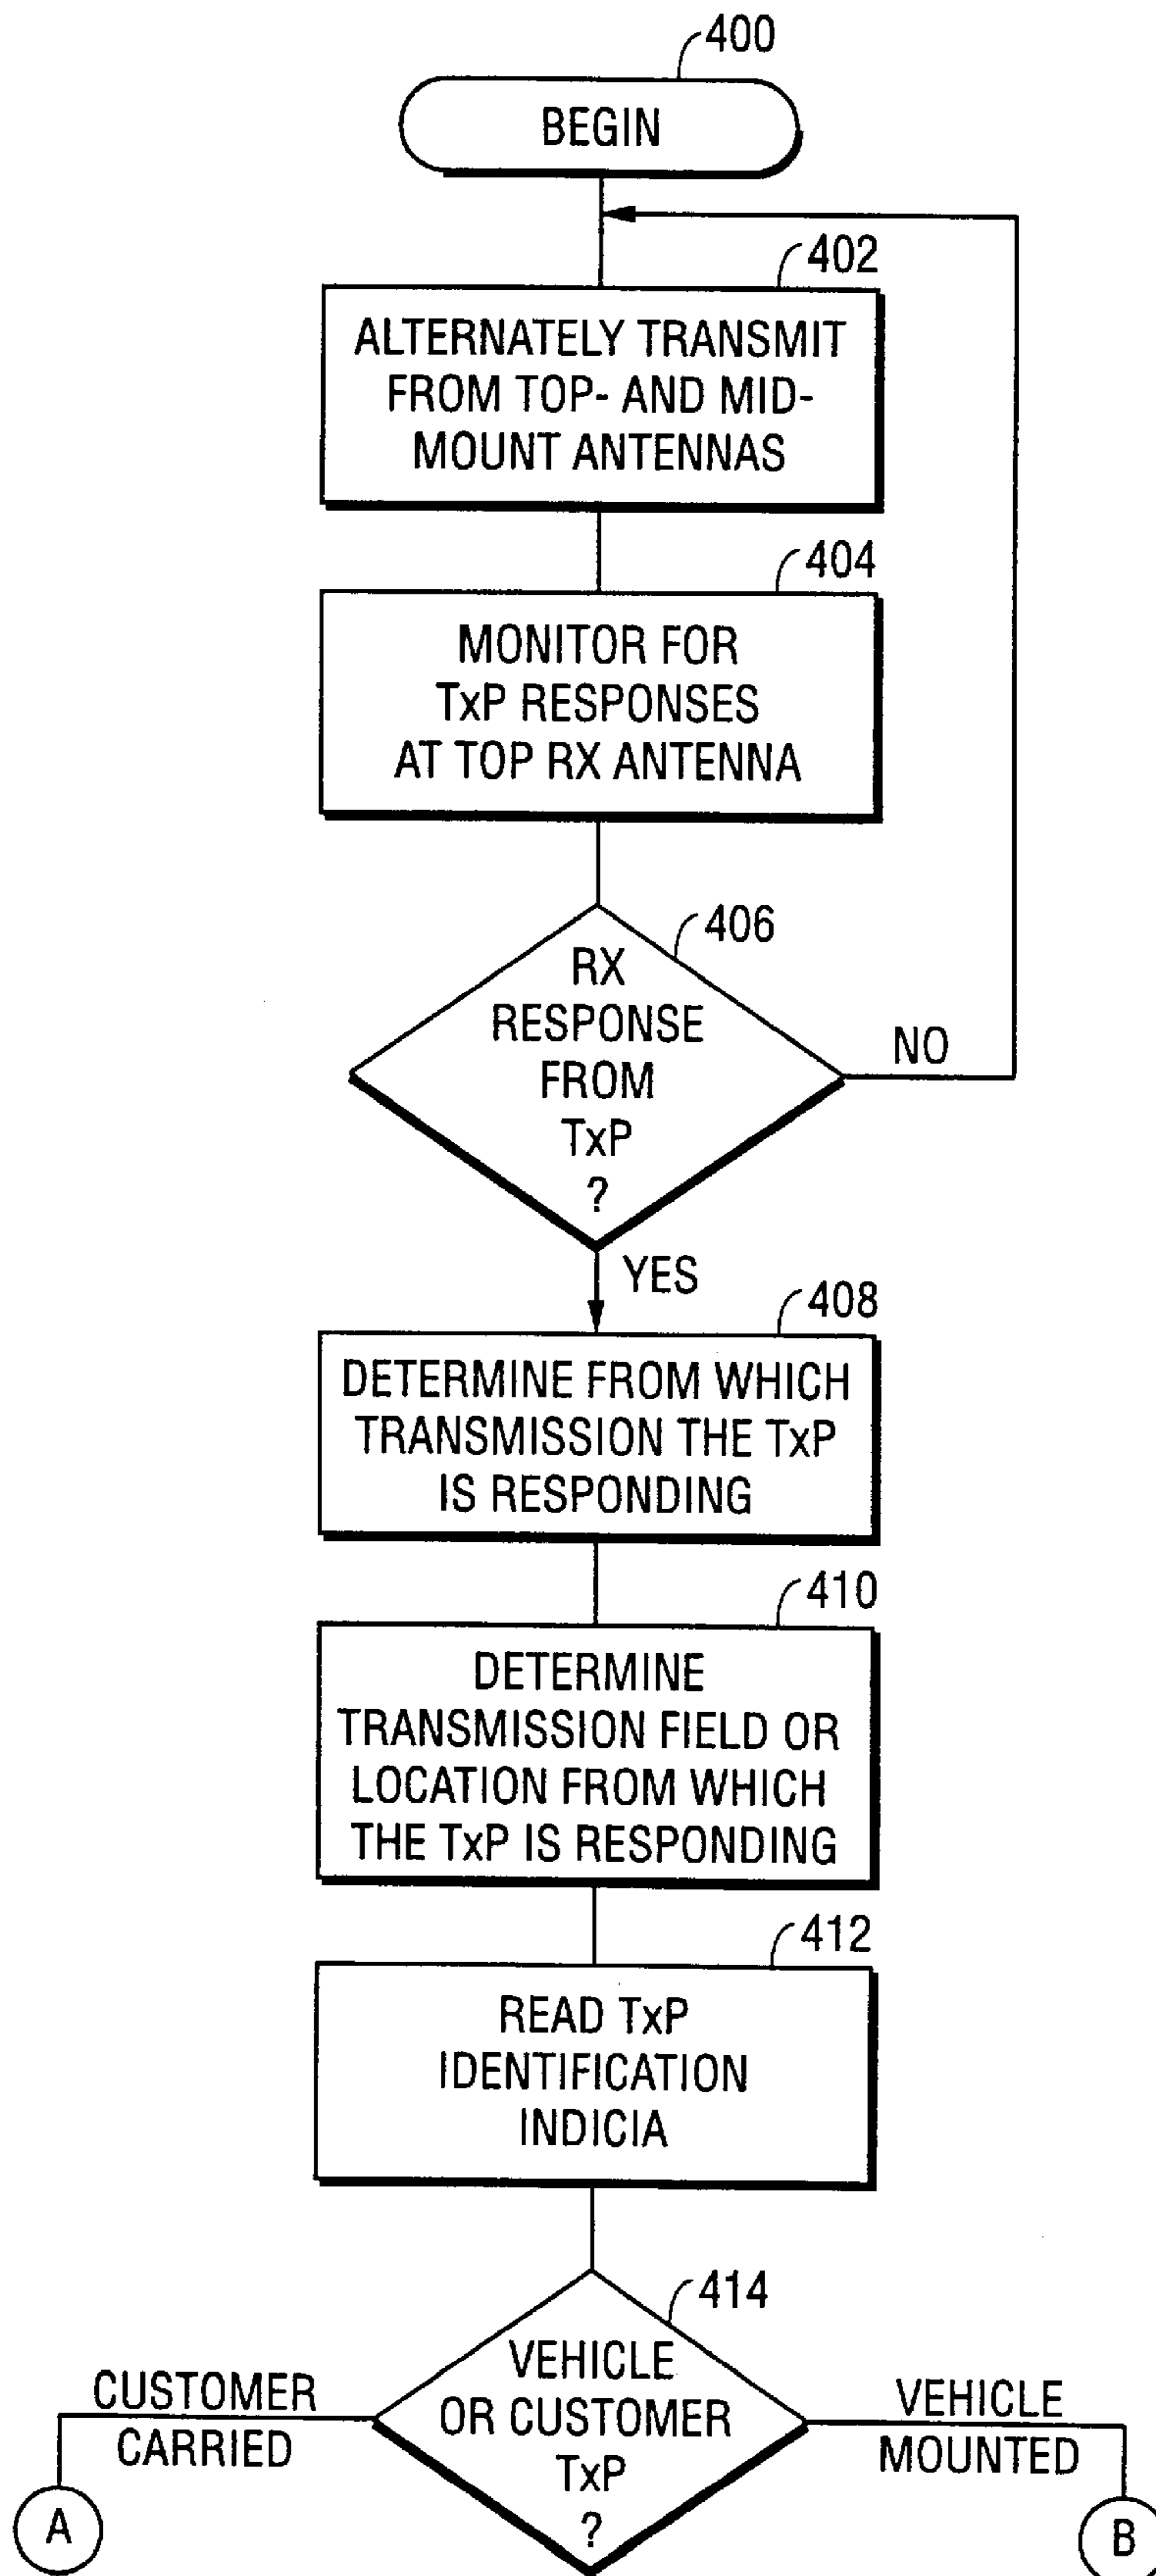 400
BEGIN
402
ALTERNATELY TRANSMIT
FROM TOP- AND MID-
MOUNT ANTENNAS
404
MONITOR FOR
TxP RESPONSES
AT TOP RX ANTENNA
406
RX
RESPONSE
FROM
TxP
?
NO
YES
408
DETERMINE FROM WHICH
TRANSMISSION THE TxP
IS RESPONDING
410
DETERMINE
TRANSMISSION FIELD OR
LOCATION FROM WHICH
THE TxP IS RESPONDING
412
READ TxP
IDENTIFICATION
INDICIA
414
VEHICLE
OR CUSTOMER
TxP
?
CUSTOMER
CARRIED
VEHICLE
MOUNTED
A
B